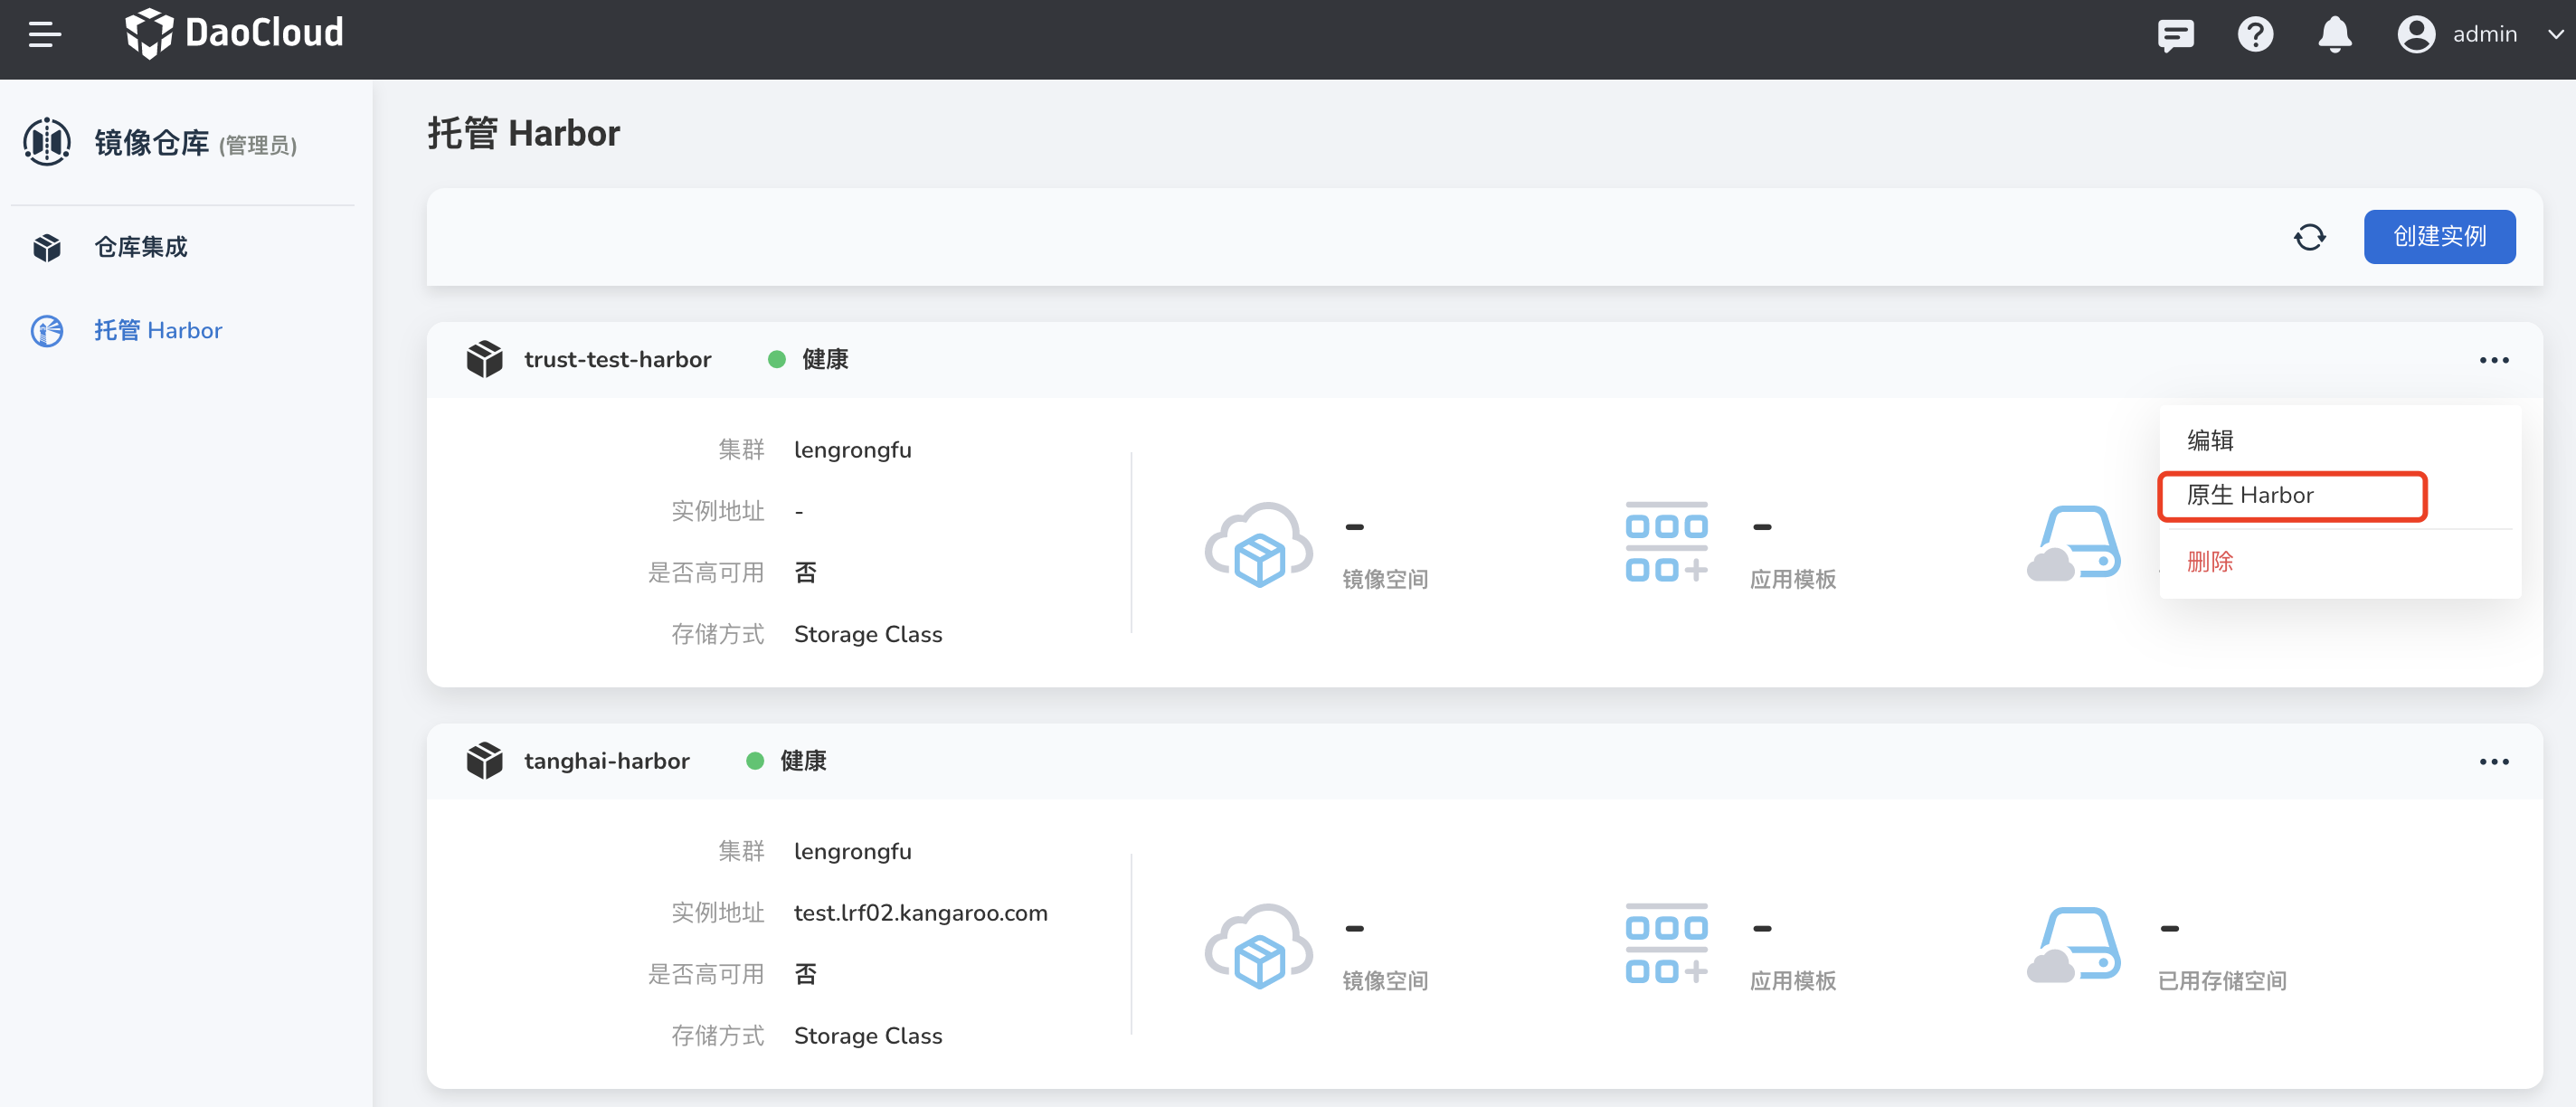 DaoCloud
admin
镜像仓库 (管理员)
仓库集成
托管 Harbor
托管 Harbor
创建实例
trust-test-harbor 健康
集群 lengrongfu
实例地址 -
是否高可用 否
存储方式 Storage Class
-
镜像空间
-
应用模板
编辑
原生 Harbor
删除
tanghai-harbor 健康
集群 lengrongfu
实例地址 test.lrf02.kangaroo.com
是否高可用 否
存储方式 Storage Class
-
镜像空间
-
应用模板
-
已用存储空间